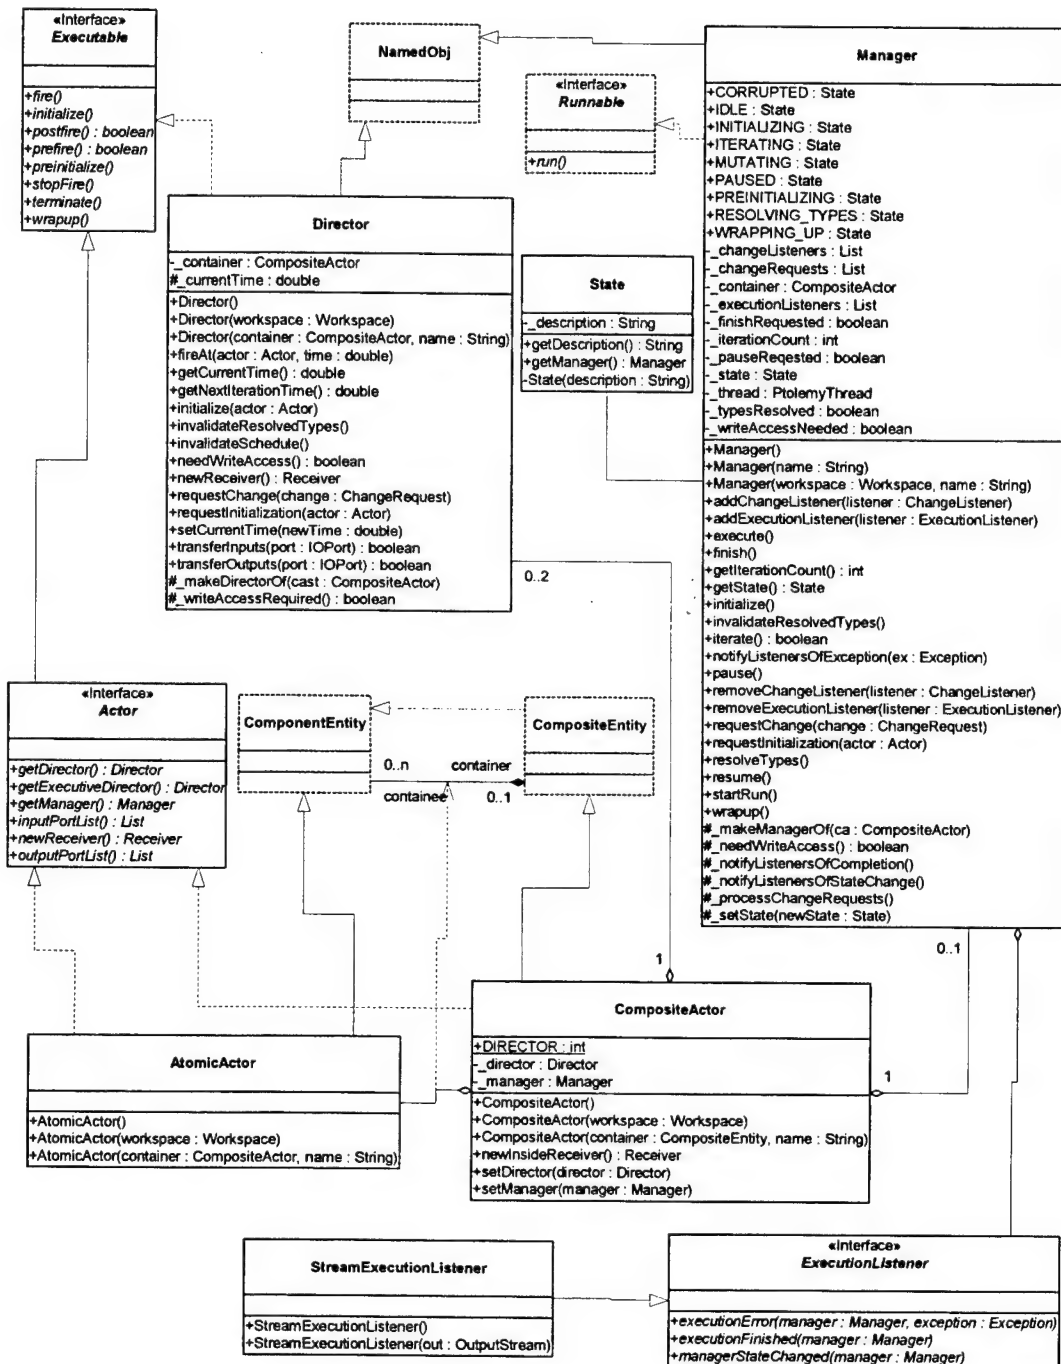 «Interface»
Executable
+fire()
+initialize()
+postfire() : boolean
+prefire() : boolean
+preinitialize()
+stopFire()
+terminate()
+wrapup()
NamedObj
«Interface»
Runnable
+run()
Manager
+CORRUPTED : State
+IDLE : State
+INITIALIZING : State
+ITERATING : State
+MUTATING : State
+PAUSED : State
+PREINITIALIZING : State
+RESOLVING_TYPES : State
+WRAPPING_UP : State
-_changeListeners : List
-_changeRequests : List
-_container : CompositeActor
-_executionListeners : List
-_finishRequested : boolean
-_iterationCount : int
-_pauseReqested : boolean
-_state : State
-_thread : PtolemyThread
-_typesResolved : boolean
-_writeAccessNeeded : boolean
+Manager()
+Manager(name : String)
+Manager(workspace : Workspace, name : String)
+addChangeListener(listener : ChangeListener)
+addExecutionListener(listener : ExecutionListener)
+execute()
+finish()
+getIterationCount() : int
+getState() : State
+initialize()
+invalidateResolvedTypes()
+iterate() : boolean
+notifyListenersOfException(ex : Exception)
+pause()
+removeChangeListener(listener : ChangeListener)
+removeExecutionListener(listener : ExecutionListener)
+requestChange(change : ChangeRequest)
+requestInitialization(actor : Actor)
+resolveTypes()
+resume()
+startRun()
+wrapup()
#_makeManagerOf(ca : CompositeActor)
#_needWriteAccess() : boolean
#_notifyListenersOfCompletion()
#_notifyListenersOfStateChange()
#_processChangeRequests()
#_setState(newState : State)
Director
-_container : CompositeActor
#_currentTime : double
+Director()
+Director(workspace : Workspace)
+Director(container : CompositeActor, name : String)
+fireAt(actor : Actor, time : double)
+getCurrentTime() : double
+getNextIterationTime() : double
+initialize(actor : Actor)
+invalidateResolvedTypes()
+invalidateSchedule()
+needWriteAccess() : boolean
+newReceiver() : Receiver
+requestChange(change : ChangeRequest)
+requestInitialization(actor : Actor)
+setCurrentTime(newTime : double)
+transferInputs(port : IOPort) : boolean
+transferOutputs(port : IOPort) : boolean
#_makeDirectorOf(cast : CompositeActor)
#_writeAccessRequired() : boolean
State
-_description : String
+getDescription() : String
+getManager() : Manager
-State(description : String)
0..2
«Interface»
Actor
+getDirector() : Director
+getExecutiveDirector() : Director
+getManager() : Manager
+inputPortList() : List
+newReceiver() : Receiver
+outputPortList() : List
ComponentEntity
CompositeEntity
0..n
container
containee
0..1
1
0..1
AtomicActor
+AtomicActor()
+AtomicActor(workspace : Workspace)
+AtomicActor(container : CompositeActor, name : String)
CompositeActor
+DIRECTOR : int
-_director : Director
-_manager : Manager
+CompositeActor()
+CompositeActor(workspace : Workspace)
+CompositeActor(container : CompositeEntity, name : String)
+newInsideReceiver() : Receiver
+setDirector(director : Director)
+setManager(manager : Manager)
1
StreamExecutionListener
+StreamExecutionListener()
+StreamExecutionListener(out : OutputStream)
«Interface»
ExecutionListener
+executionError(manager : Manager, exception : Exception)
+executionFinished(manager : Manager)
+managerStateChanged(manager : Manager)